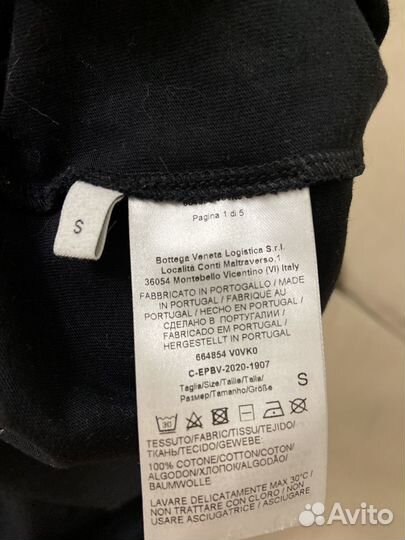 S
Pagina 1 di 5
Bottega Veneta Logistica S.r.l.
Località Conti Maltraverso,1
36054 Montebello Vicentino (VI) Italy
FABBRICATO IN PORTOGALLO / MADE
IN PORTUGAL / FABRIQUÉ AU
PORTUGAL / HECHO EN PORTUGAL
/ СДЕЛАНО В ПОРТУГАЛИИ /
FABRICADO EM PORTUGAL /
HERGESTELLT IN PORTUGAL
664854 V0VK0
C-EPBV-2020-1907
Taglia/Size/Taille/Talla/
Размер/Tamanho/Größe
S
30
TESSUTO/FABRIC/TISSU/TEJIDO/
ТКАНЬ/TECIDO/GEWEBE:
100% COTONE/COTTON/COTON/
ALGODON/ХЛОПОК/ALGODÃO/
BAUMWOLLE
LAVARE DELICATAMENTE MAX 30°C /
NON TRATTARE CON CLORO / NON
USARE ASCIUGATRICE / ASCIUGARE
Avito